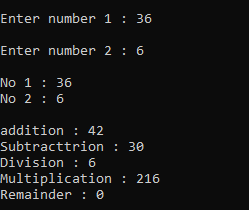 Enter number 1 : 36
Enter number 2 : 6
No 1 : 36
No 2 : 6
addition : 42
Subtracttrion : 30
Division : 6
Multiplication : 216
Remainder : 0